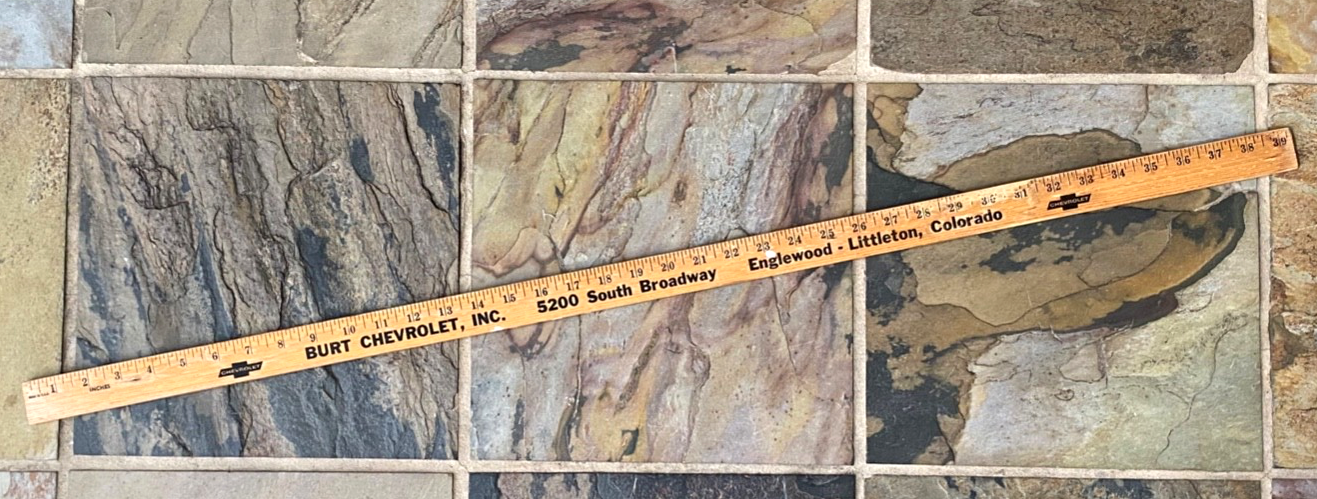 1 2 3 4 5 6 7 8 9 10 11 12 13 14 15 16 17 18 19 20 21 22 23 24 25 26 27 28 29 30 31 32 33 34 35 36 37 38 39
INCHES
CHEVROLET BURT CHEVROLET, INC. 5200 South Broadway Englewood - Littleton, Colorado CHEVROLET